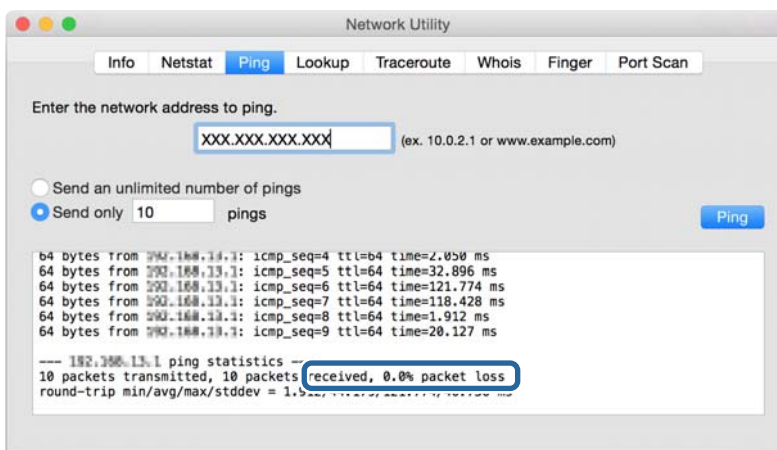 Network Utility
Info Netstat Ping Lookup Traceroute Whois Finger Port Scan
Enter the network address to ping.
XXX.XXX.XXX.XXX (ex. 10.0.2.1 or www.example.com)
Send an unlimited number of pings
Send only 10 pings
Ping
64 bytes from : icmp_seq=4 ttl=64 time=2.050 ms
64 bytes from : icmp_seq=5 ttl=64 time=32.896 ms
64 bytes from : icmp_seq=6 ttl=64 time=121.774 ms
64 bytes from : icmp_seq=7 ttl=64 time=118.428 ms
64 bytes from : icmp_seq=8 ttl=64 time=1.912 ms
64 bytes from : icmp_seq=9 ttl=64 time=20.127 ms
--- ping statistics --
10 packets transmitted, 10 packets received, 0.0% packet loss
round-trip min/avg/max/stddev = ms